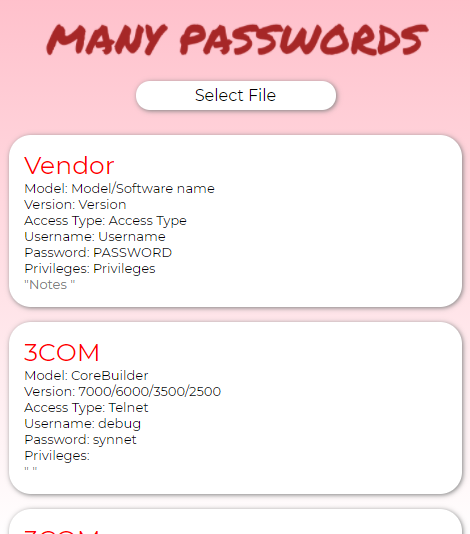 MANY PASSWORDS
Select File
Vendor
Model: Model/Software name
Version: Version
Access Type: Access Type
Username: Username
Password: PASSWORD
Privileges: Privileges
"Notes "
3COM
Model: CoreBuilder
Version: 7000/6000/3500/2500
Access Type: Telnet
Username: debug
Password: synnet
Privileges:
" "
3COM